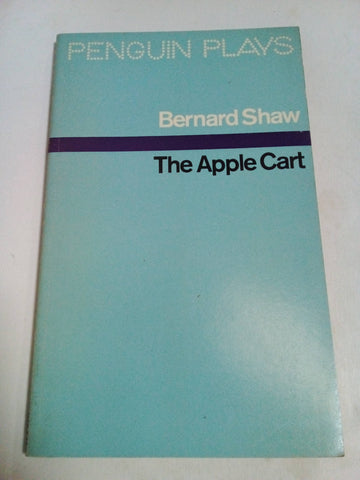 PENGUIN PLAYS
Bernard Shaw
The Apple Cart